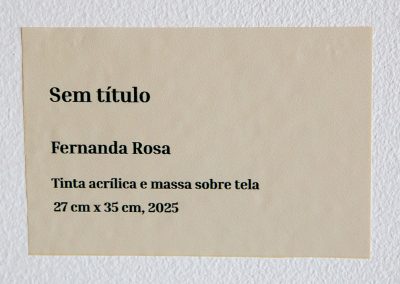 Sem título
Fernanda Rosa
Tinta acrílica e massa sobre tela
27 cm x 35 cm, 2025